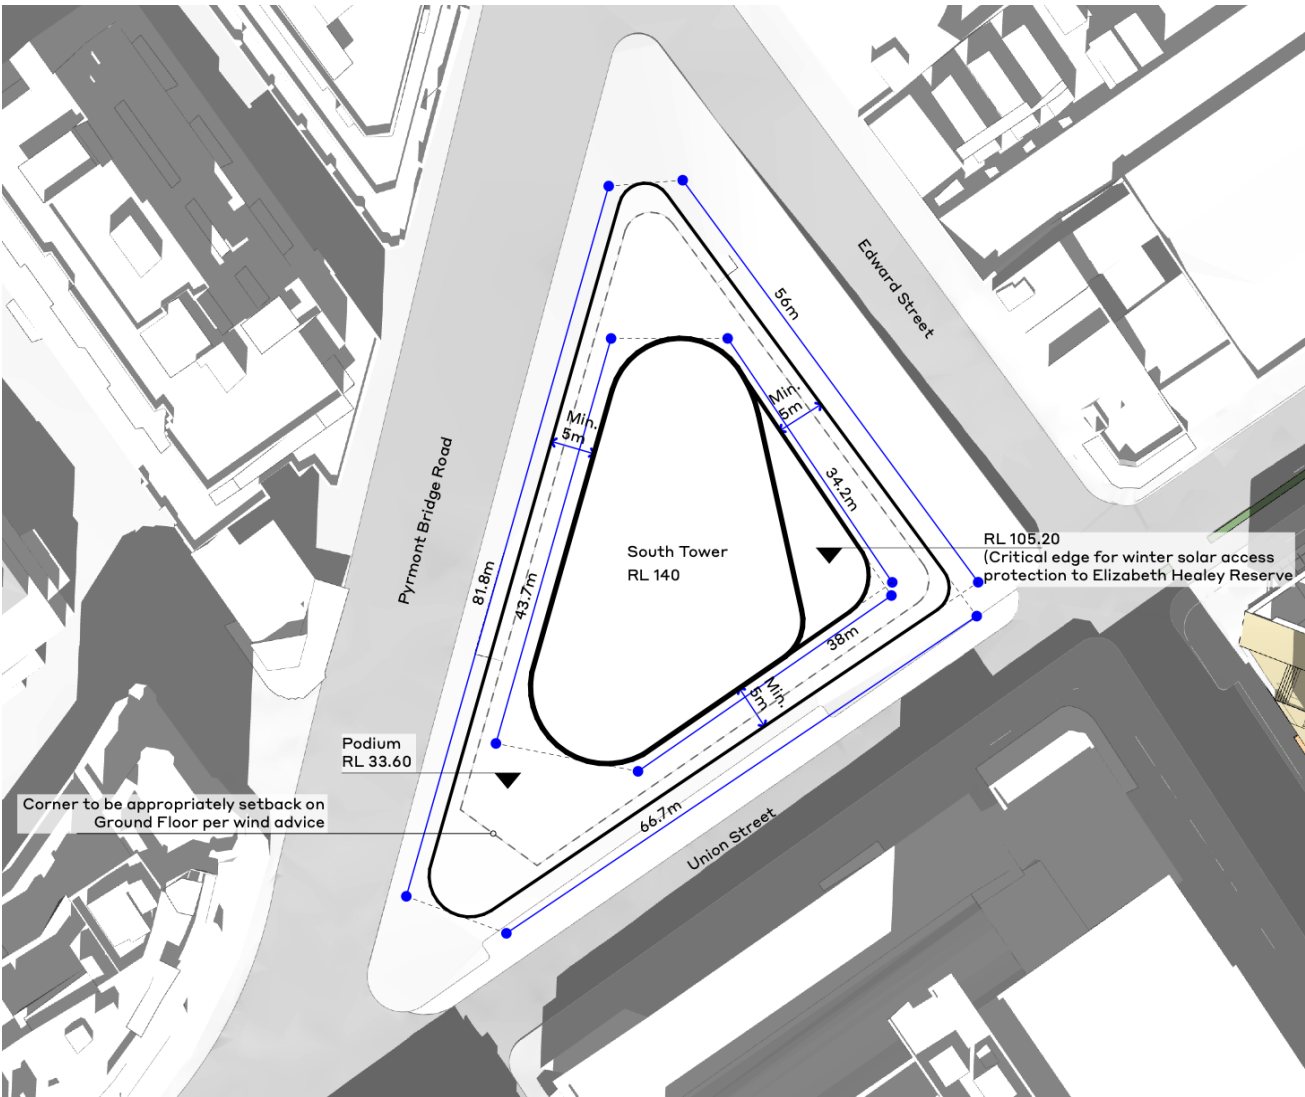 Edward Street
56m
Min.
5m
Min.
5m
34.2m
Pyrmont Bridge Road
South Tower
RL 140
RL 105.20
(Critical edge for winter solar access
protection to Elizabeth Healey Reserve
81.8m
43.7m
38m
Min.
5m
Podium
RL 33.60
Corner to be appropriately setback on
Ground Floor per wind advice
66.7m
Union Street